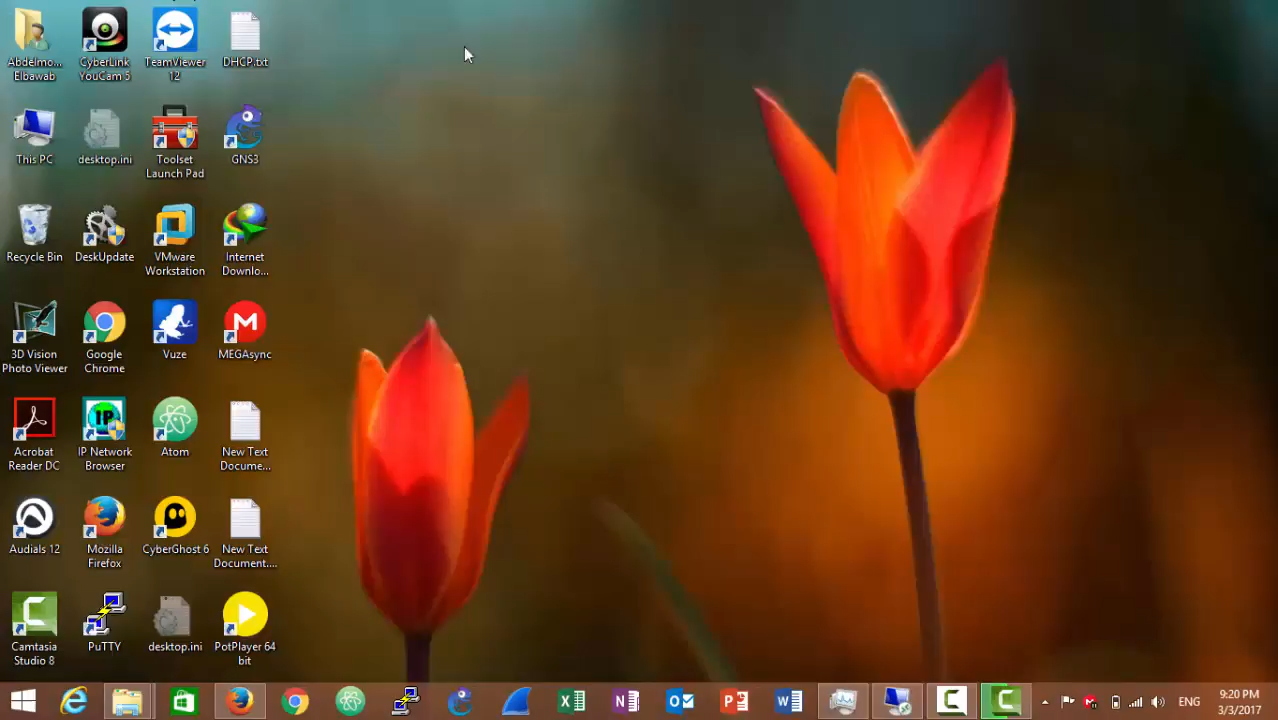 Abdelmo...
Elbawab
CyberLink
YouCam 5
TeamViewer
12
DHCP.txt
This PC
desktop.ini
Toolset
Launch Pad
GNS3
Recycle Bin
DeskUpdate
VMware
Workstation
Internet
Downlo...
3D Vision
Photo Viewer
Google
Chrome
Vuze
MEGAsync
Acrobat
Reader DC
IP Network
Browser
Atom
New Text
Docume...
Audials 12
Mozilla
Firefox
CyberGhost 6
New Text
Document....
Camtasia
Studio 8
PuTTY
desktop.ini
PotPlayer 64
bit
ENG
9:20 PM
3/3/2017